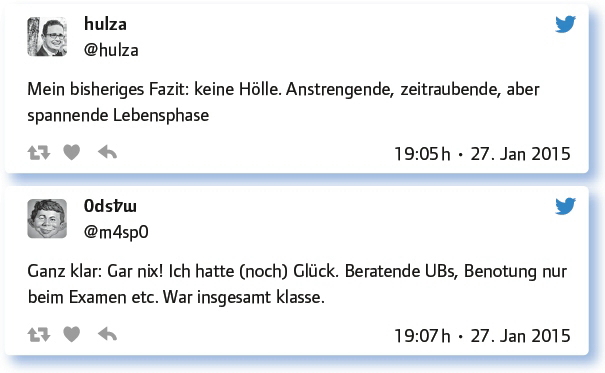 hulza
@hulza
Mein bisheriges Fazit: keine Hölle. Anstrengende, zeitraubende, aber
spannende Lebensphase
19:05 h • 27. Jan 2015
0ds𐐼ɯ
@m4sp0
Ganz klar: Gar nix! Ich hatte (noch) Glück. Beratende UBs, Benotung nur
beim Examen etc. War insgesamt klasse.
19:07 h • 27. Jan 2015